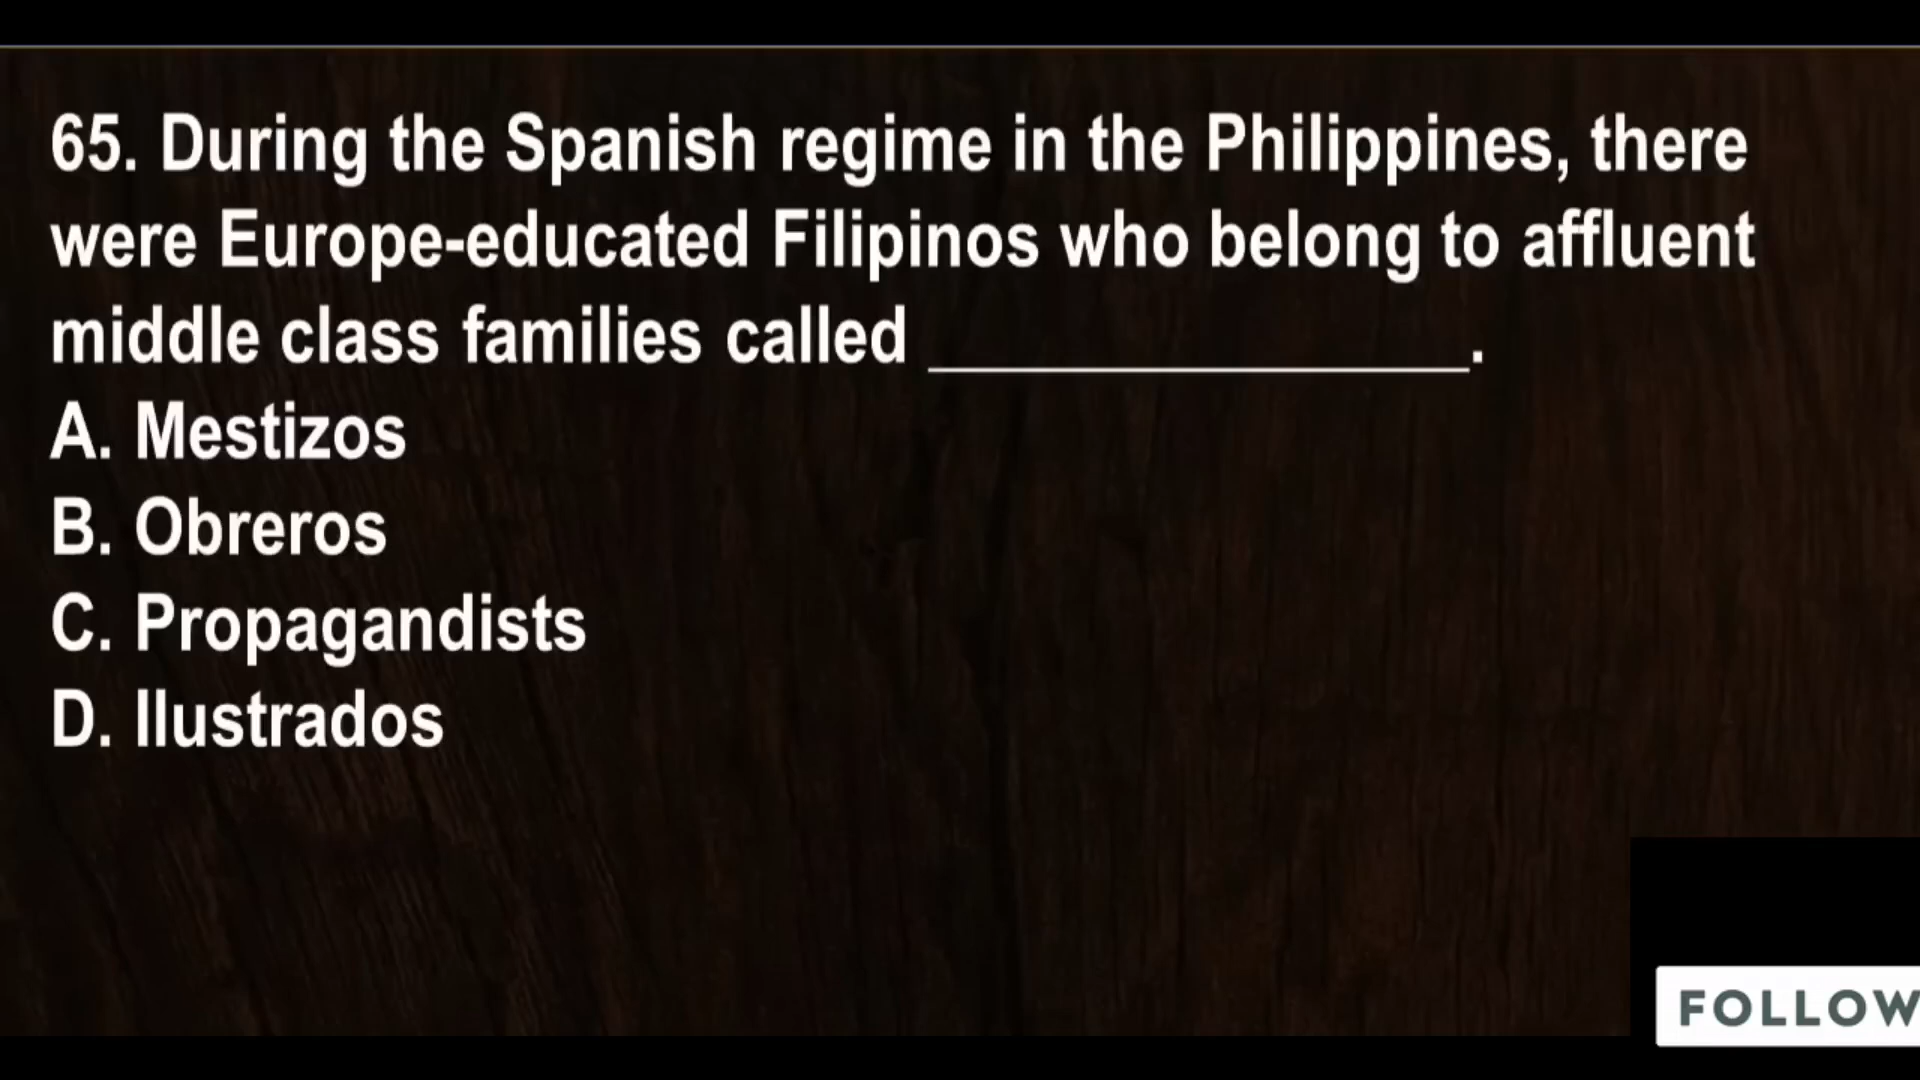 65. During the Spanish regime in the Philippines, there
were Europe-educated Filipinos who belong to affluent
middle class families called _______________.
A. Mestizos
B. Obreros
C. Propagandists
D. Ilustrados
FOLLOW